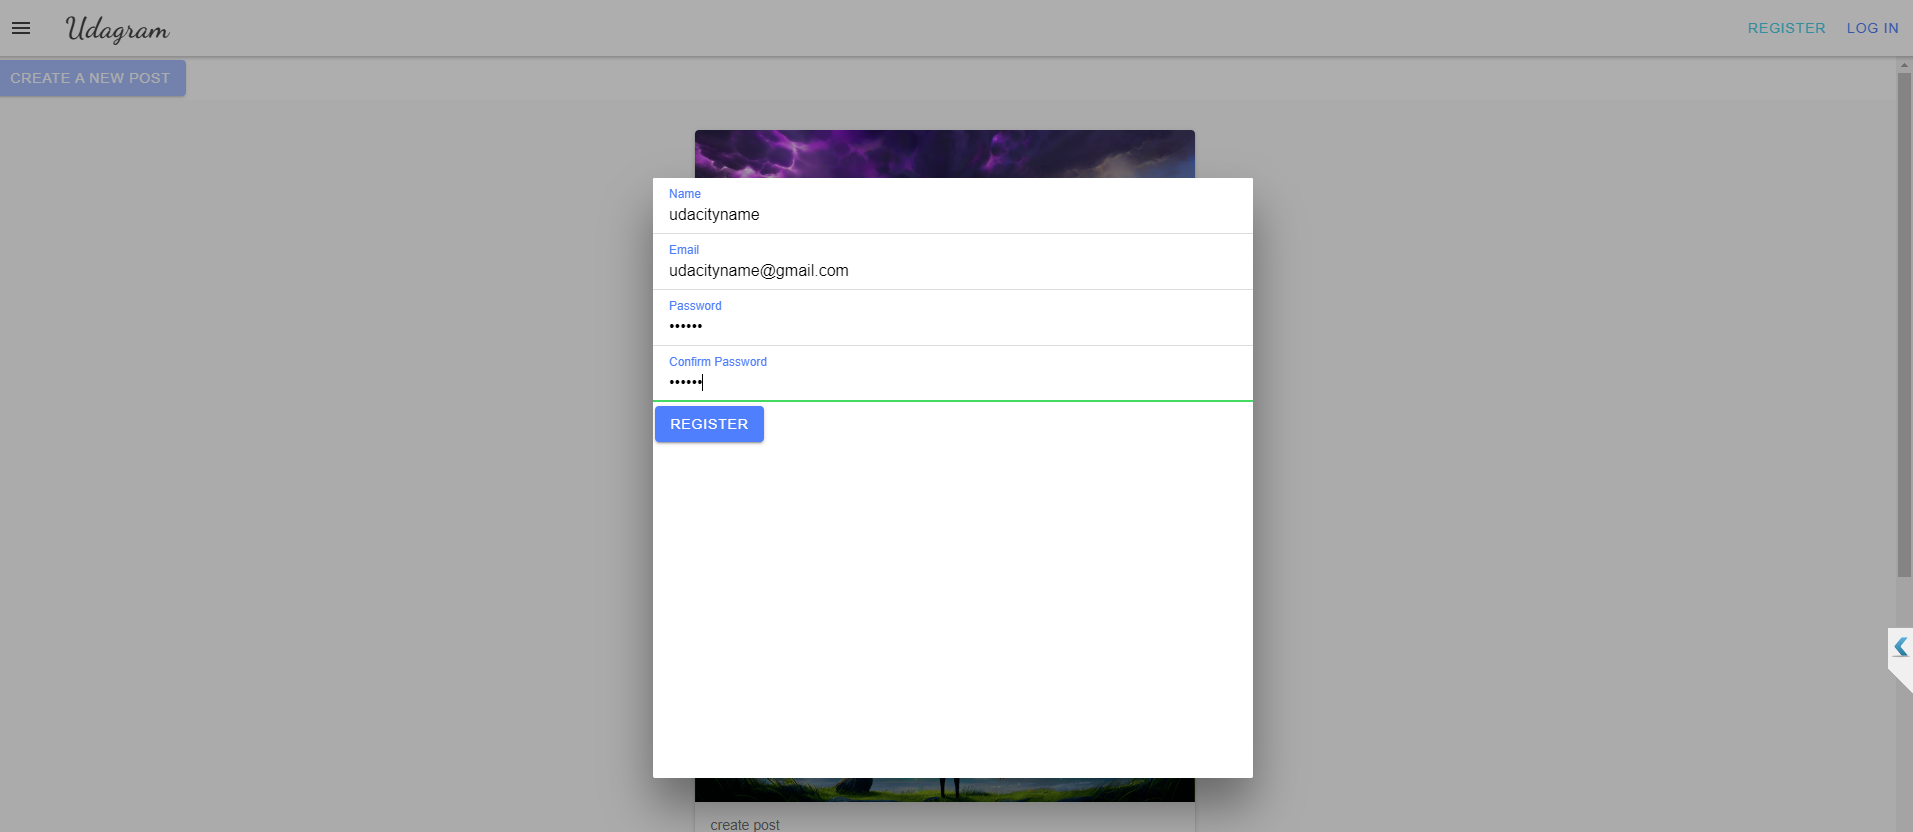 Udagram
REGISTER
LOG IN
CREATE A NEW POST
Name
udacityname
Email
udacityname@gmail.com
Password
••••••
Confirm Password
••••••
REGISTER
create post